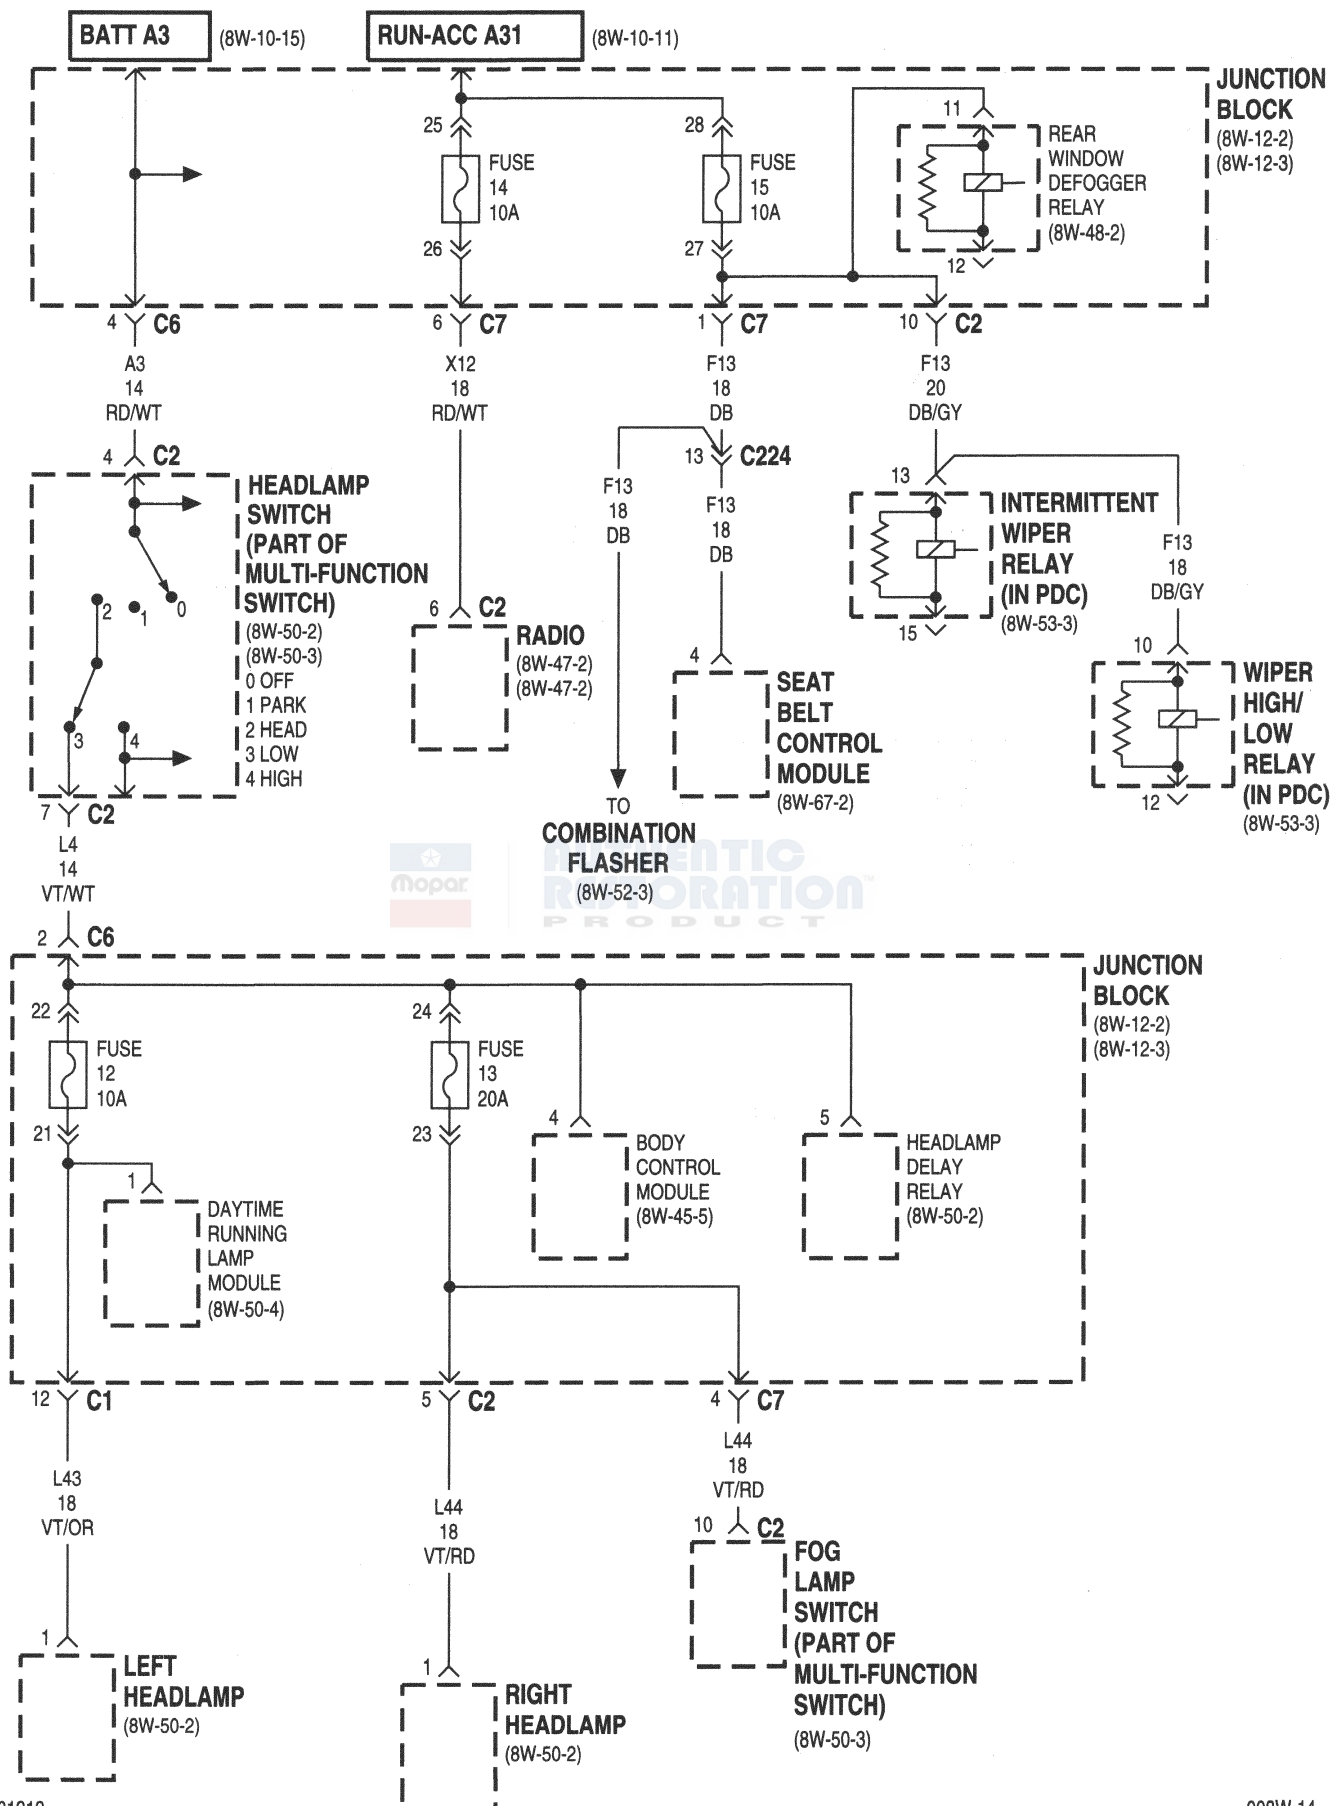 BATT A3
(8W-10-15)
RUN-ACC A31
(8W-10-11)
JUNCTION
BLOCK
(8W-12-2)
(8W-12-3)
25
FUSE
14
10A
26
28
FUSE
15
10A
27
11
REAR
WINDOW
DEFOGGER
RELAY
(8W-48-2)
12
4 C6
6 C7
1 C7
10 C2
A3
14
RD/WT
X12
18
RD/WT
F13
18
DB
F13
20
DB/GY
4 C2
HEADLAMP
SWITCH
(PART OF
MULTI-FUNCTION
SWITCH)
(8W-50-2)
(8W-50-3)
0 OFF
1 PARK
2 HEAD
3 LOW
4 HIGH
2
1
0
3
4
7 C2
6 C2
RADIO
(8W-47-2)
(8W-47-2)
13 C224
F13
18
DB
F13
18
DB
TO
COMBINATION
FLASHER
(8W-52-3)
4
SEAT
BELT
CONTROL
MODULE
(8W-67-2)
13
INTERMITTENT
WIPER
RELAY
(IN PDC)
(8W-53-3)
15
F13
18
DB/GY
10
WIPER
HIGH/
LOW
RELAY
(IN PDC)
(8W-53-3)
12
L4
14
VT/WT
Mopar
AUTHENTIC
RESTORATION™
PRODUCT
2 C6
JUNCTION
BLOCK
(8W-12-2)
(8W-12-3)
22
FUSE
12
10A
21
24
FUSE
13
20A
23
1
DAYTIME
RUNNING
LAMP
MODULE
(8W-50-4)
4
BODY
CONTROL
MODULE
(8W-45-5)
5
HEADLAMP
DELAY
RELAY
(8W-50-2)
12 C1
5 C2
4 C7
L43
18
VT/OR
L44
18
VT/RD
L44
18
VT/RD
10 C2
FOG
LAMP
SWITCH
(PART OF
MULTI-FUNCTION
SWITCH)
(8W-50-3)
1
LEFT
HEADLAMP
(8W-50-2)
1
RIGHT
HEADLAMP
(8W-50-2)